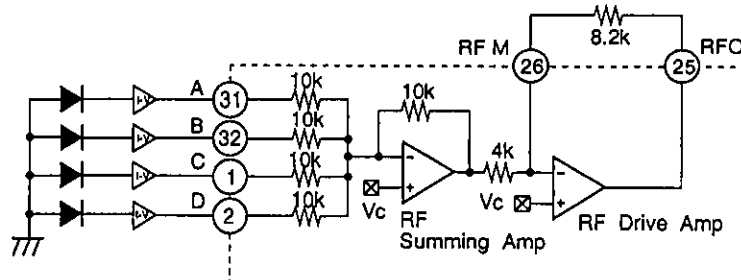 8.2k
RF M
26
25
RFO
A
31
10k
I-V
B
32
10k
I-V
C
1
10k
I-V
D
2
10k
I-V
10k
−
+
Vc
RF
Summing Amp
4k
−
+
Vc
RF Drive Amp